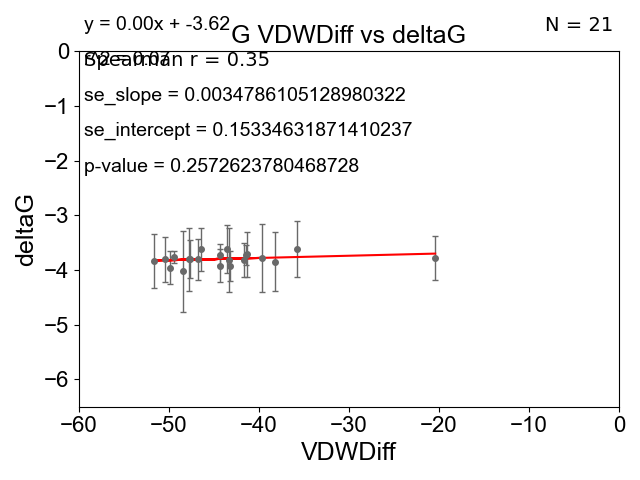 y = 0.00x + -3.62
N = 21
G VDWDiff vs deltaG
Spearman r = 0.35
se_slope = 0.0034786105128980322
se_intercept = 0.15334631871410237
p-value = 0.2572623780468728
deltaG
0
−1
−2
−3
−4
−5
−6
−60
−50
−40
−30
−20
−10
0
VDWDiff